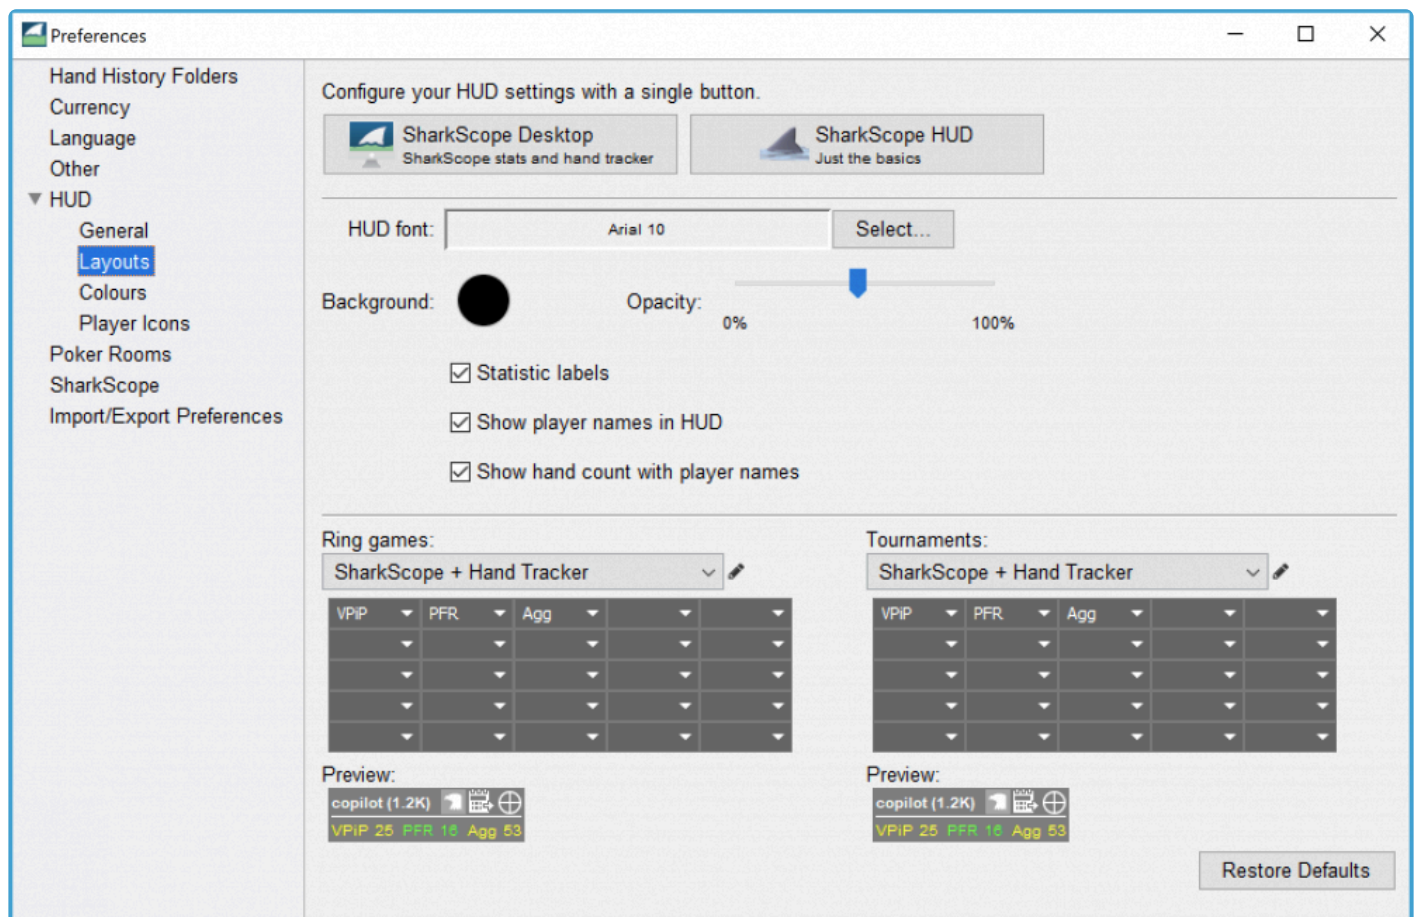 Preferences
Hand History Folders
Currency
Language
Other
HUD
General
Layouts
Colours
Player Icons
Poker Rooms
SharkScope
Import/Export Preferences
Configure your HUD settings with a single button.
SharkScope Desktop
SharkScope stats and hand tracker
SharkScope HUD
Just the basics
HUD font:
Arial 10
Select...
Background:
Opacity:
0%
100%
Statistic labels
Show player names in HUD
Show hand count with player names
Ring games:
SharkScope + Hand Tracker
VPiP PFR Agg
Preview:
copilot (1.2K)
VPiP 25 PFR 16 Agg 53
Tournaments:
SharkScope + Hand Tracker
VPiP PFR Agg
Preview:
copilot (1.2K)
VPiP 25 PFR 16 Agg 53
Restore Defaults